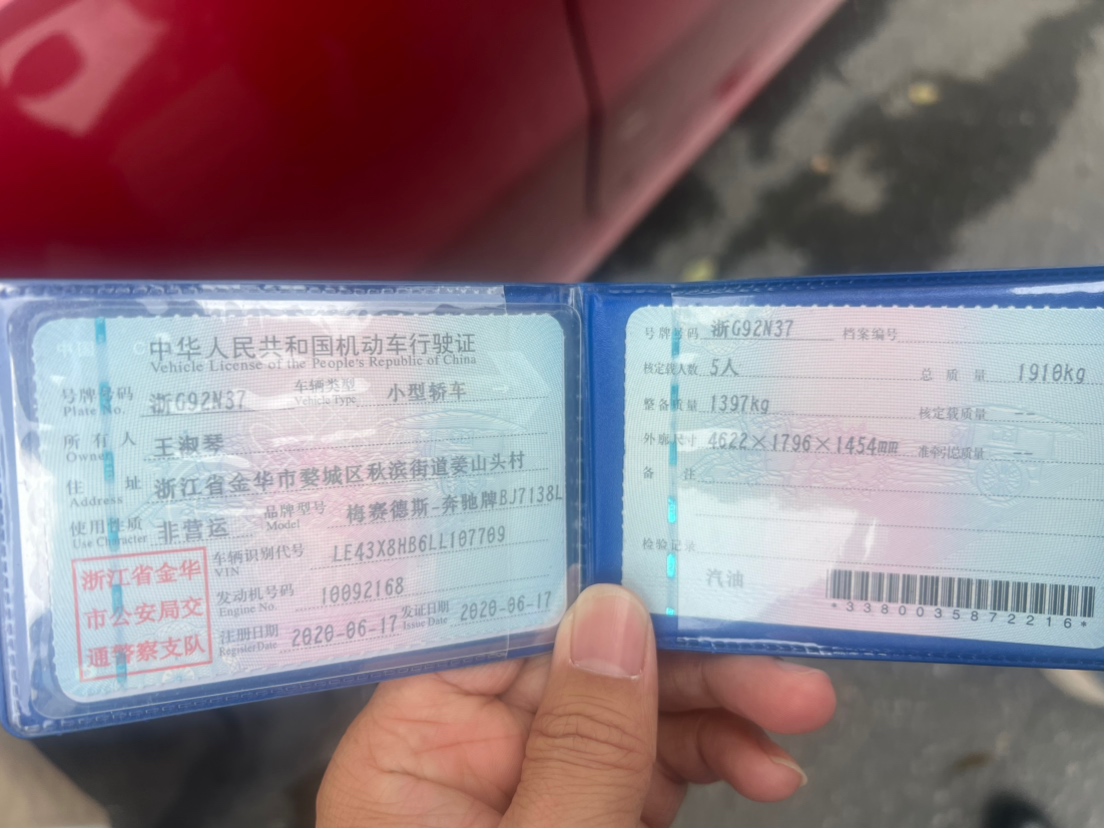 中华人民共和国机动车行驶证
Vehicle License of the People's Republic of China
号牌号码 浙G92N37 车辆类型 小型轿车
Plate No. Vehicle Type
所有人 王淑琴
Owner
住址 浙江省金华市婺城区秋滨街道姜山头村
Address
使用性质 非营运 品牌型号 梅赛德斯-奔驰牌BJ7138L
Use Character Model
浙江省金华
市公安局交
通警察支队
车辆识别代号 LE43X8HB6LL107709
VIN
发动机号码 10092168
Engine No.
注册日期 2020-06-17 发证日期 2020-06-17
Register Date Issue Date
号牌号码 浙G92N37 档案编号
核定载人数 5人 总质量 1910kg
整备质量 1397kg 核定载质量 --
外廓尺寸 4622×1796×1454mm 准牵引总质量 --
备注
检验记录
汽油
*3380035872216*